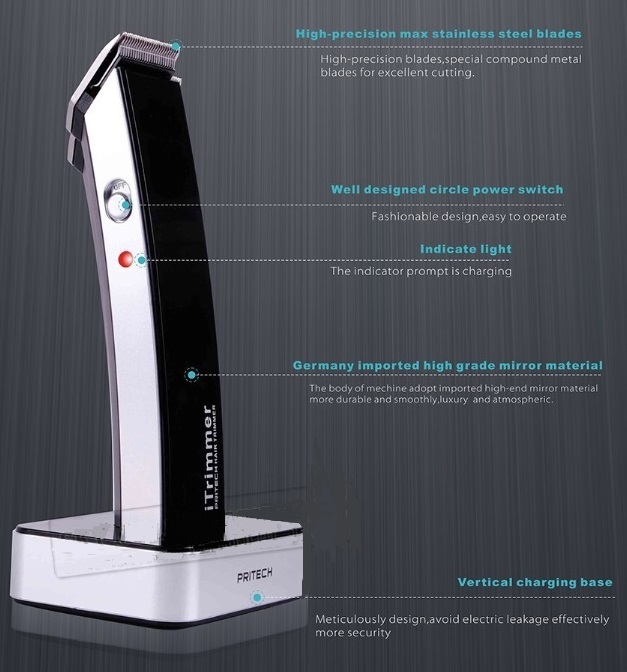 High-precision max stainless steel blades
High-precision blades,special compound metal
blades for excellent cutting.
OFF
Well designed circle power switch
Fashionable design,easy to operate
Indicate light
The indicator prompt is charging
Germany imported high grade mirror material
The body of mechine adopt imported high-end mirror material
more durable and smoothly,luxury and atmospheric.
iTrimmer
PRITECH HAIR TRIMMER
PRITECH
Vertical charging base
Meticulously design,avoid electric leakage effectively
more security